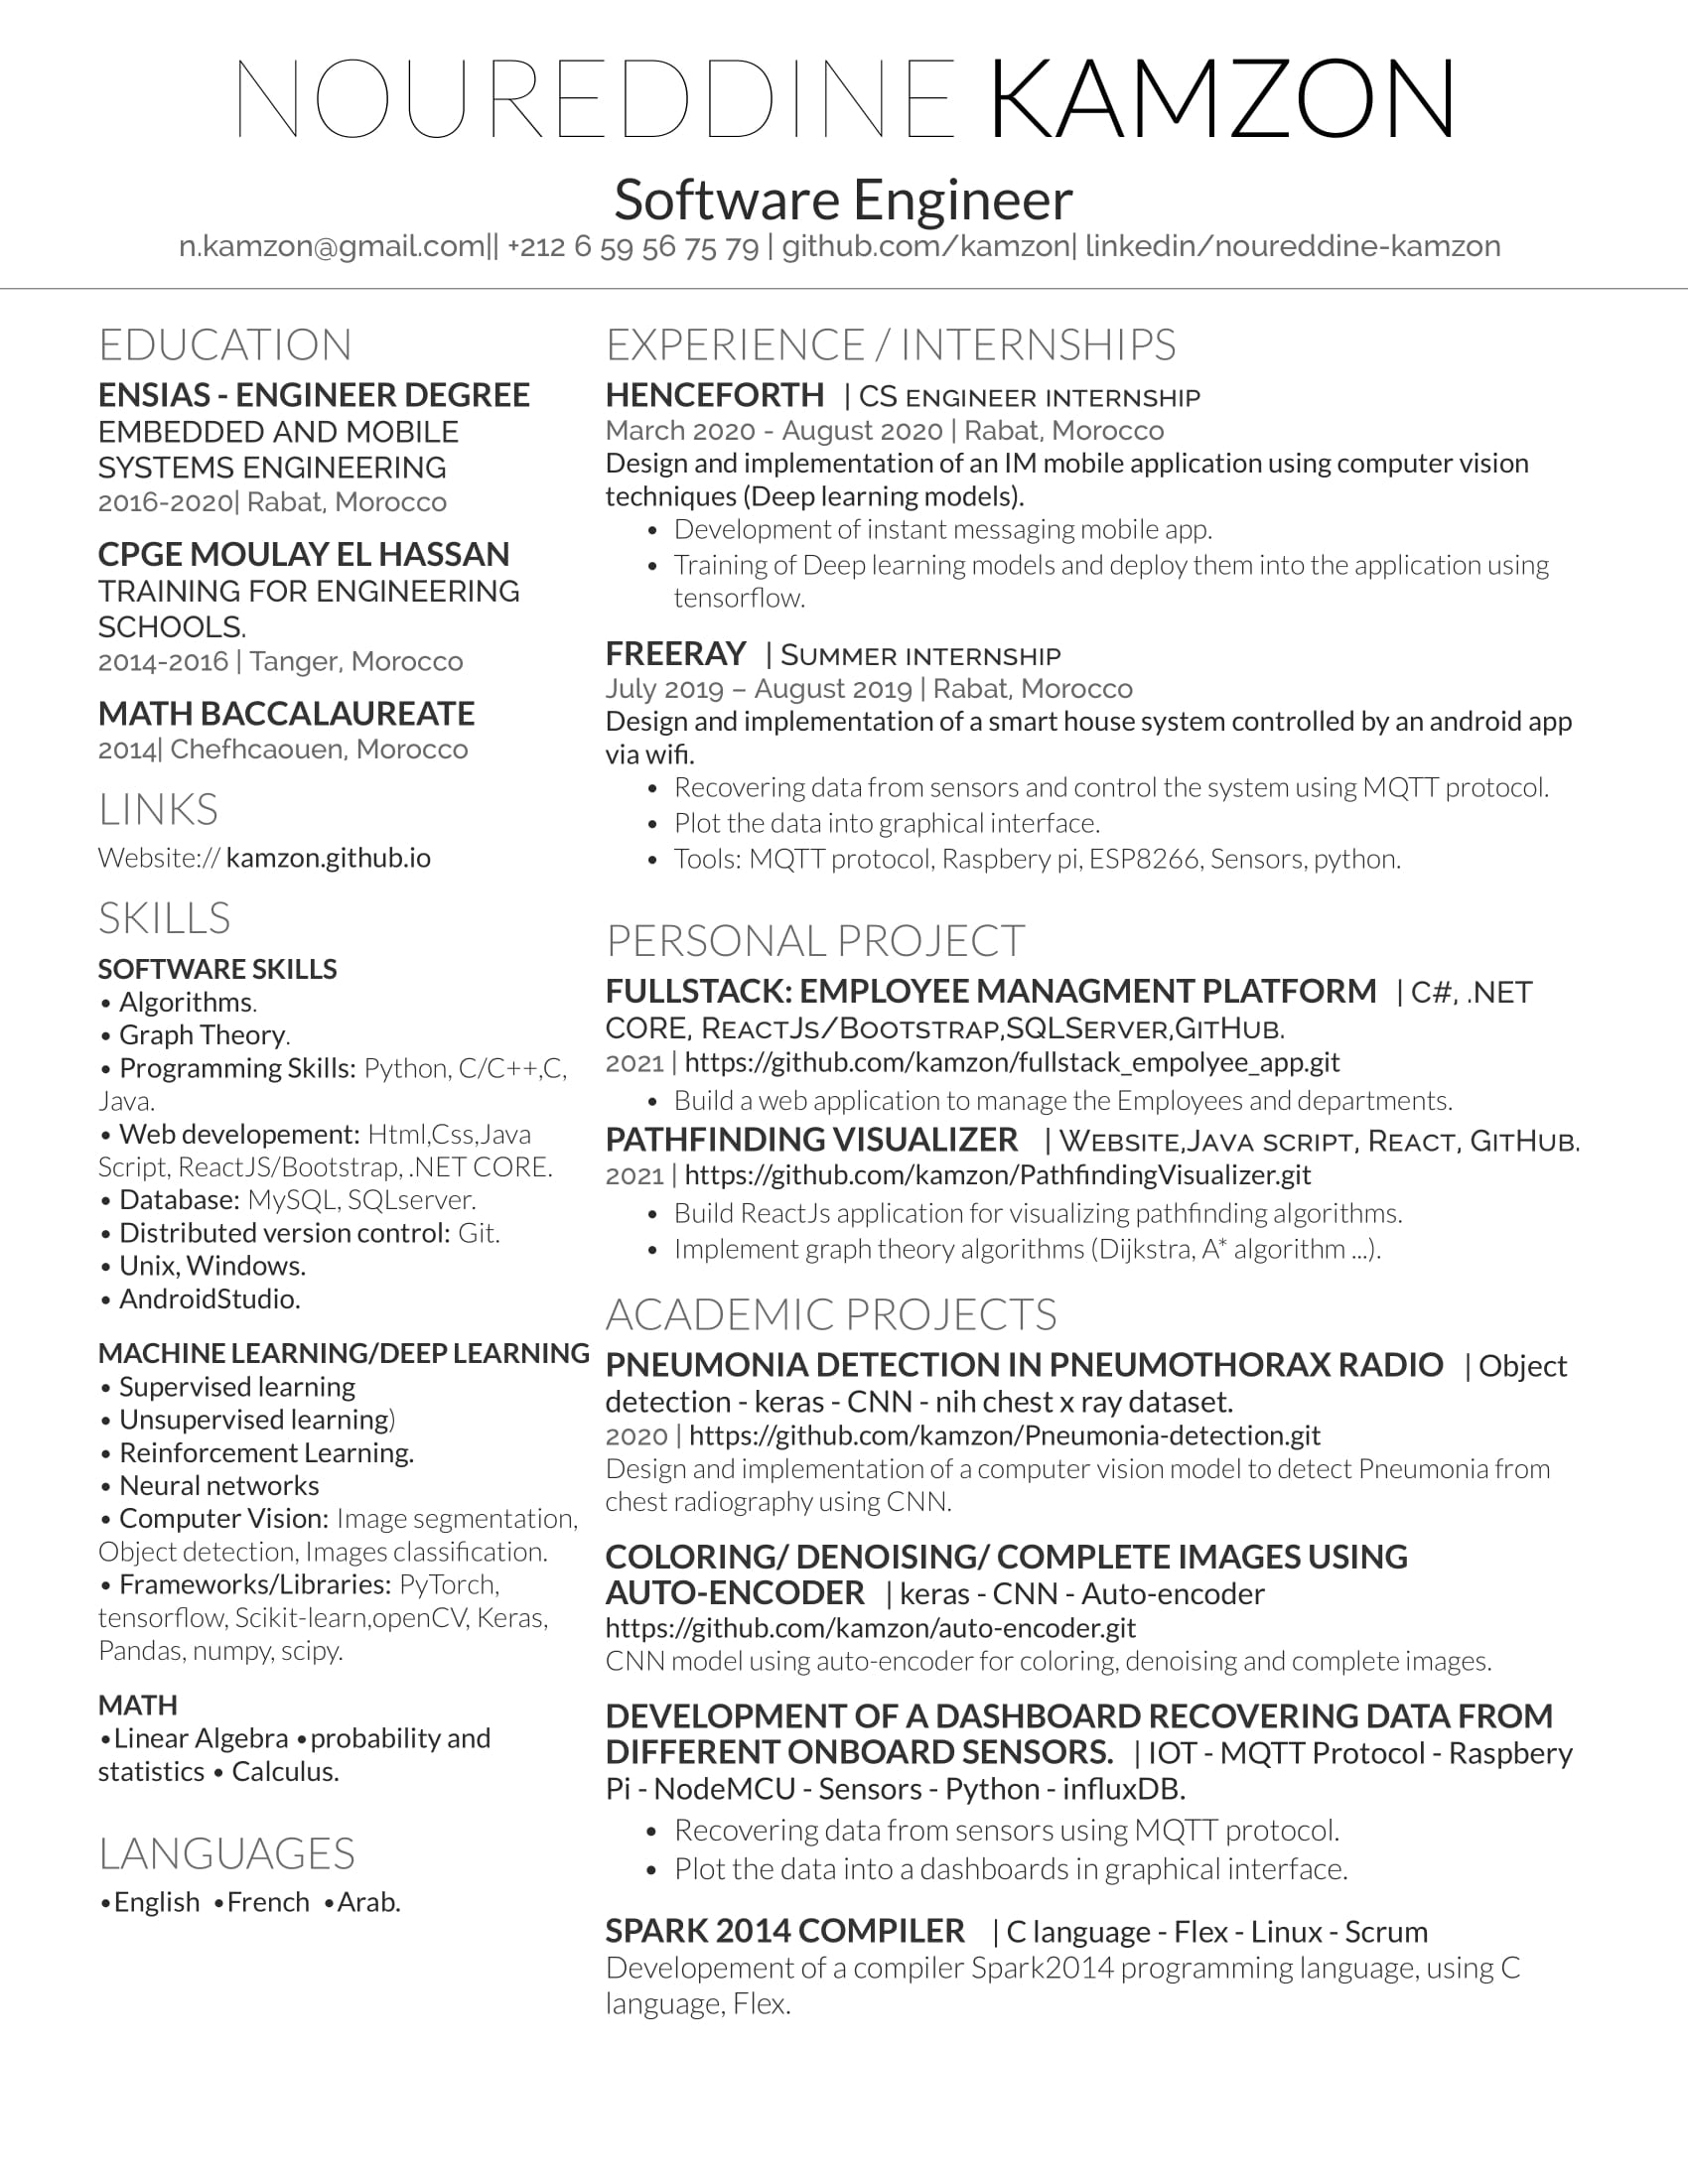 NOUREDDINE KAMZON
Software Engineer
n.kamzon@gmail.com|| +212 6 59 56 75 79 | github.com/kamzon| linkedin/noureddine-kamzon
EDUCATION
ENSIAS - ENGINEER DEGREE
EMBEDDED AND MOBILE
SYSTEMS ENGINEERING
2016-2020| Rabat, Morocco
CPGE MOULAY EL HASSAN
TRAINING FOR ENGINEERING
SCHOOLS.
2014-2016 | Tanger, Morocco
MATH BACCALAUREATE
2014| Chefhcaouen, Morocco
LINKS
Website:// kamzon.github.io
SKILLS
SOFTWARE SKILLS
• Algorithms.
• Graph Theory.
• Programming Skills: Python, C/C++,C,
Java.
• Web developement: Html,Css,Java
Script, ReactJS/Bootstrap, .NET CORE.
• Database: MySQL, SQLserver.
• Distributed version control: Git.
• Unix, Windows.
• AndroidStudio.
MACHINE LEARNING/DEEP LEARNING
• Supervised learning
• Unsupervised learning)
• Reinforcement Learning.
• Neural networks
• Computer Vision: Image segmentation,
Object detection, Images classification.
• Frameworks/Libraries: PyTorch,
tensorflow, Scikit-learn,openCV, Keras,
Pandas, numpy, scipy.
MATH
•Linear Algebra •probability and
statistics • Calculus.
LANGUAGES
•English •French •Arab.
EXPERIENCE / INTERNSHIPS
HENCEFORTH | CS ENGINEER INTERNSHIP
March 2020 - August 2020 | Rabat, Morocco
Design and implementation of an IM mobile application using computer vision
techniques (Deep learning models).
• Development of instant messaging mobile app.
• Training of Deep learning models and deploy them into the application using
tensorflow.
FREERAY | SUMMER INTERNSHIP
July 2019 – August 2019 | Rabat, Morocco
Design and implementation of a smart house system controlled by an android app
via wifi.
• Recovering data from sensors and control the system using MQTT protocol.
• Plot the data into graphical interface.
• Tools: MQTT protocol, Raspbery pi, ESP8266, Sensors, python.
PERSONAL PROJECT
FULLSTACK: EMPLOYEE MANAGMENT PLATFORM | C#, .NET
CORE, REACTJS/BOOTSTRAP,SQLSERVER,GITHUB.
2021 | https://github.com/kamzon/fullstack_empolyee_app.git
• Build a web application to manage the Employees and departments.
PATHFINDING VISUALIZER | WEBSITE,JAVA SCRIPT, REACT, GITHUB.
2021 | https://github.com/kamzon/PathfindingVisualizer.git
• Build ReactJs application for visualizing pathfinding algorithms.
• Implement graph theory algorithms (Dijkstra, A* algorithm ...).
ACADEMIC PROJECTS
PNEUMONIA DETECTION IN PNEUMOTHORAX RADIO | Object
detection - keras - CNN - nih chest x ray dataset.
2020 | https://github.com/kamzon/Pneumonia-detection.git
Design and implementation of a computer vision model to detect Pneumonia from
chest radiography using CNN.
COLORING/ DENOISING/ COMPLETE IMAGES USING
AUTO-ENCODER | keras - CNN - Auto-encoder
https://github.com/kamzon/auto-encoder.git
CNN model using auto-encoder for coloring, denoising and complete images.
DEVELOPMENT OF A DASHBOARD RECOVERING DATA FROM
DIFFERENT ONBOARD SENSORS. | IOT - MQTT Protocol - Raspbery
Pi - NodeMCU - Sensors - Python - influxDB.
• Recovering data from sensors using MQTT protocol.
• Plot the data into a dashboards in graphical interface.
SPARK 2014 COMPILER | C language - Flex - Linux - Scrum
Developement of a compiler Spark2014 programming language, using C
language, Flex.